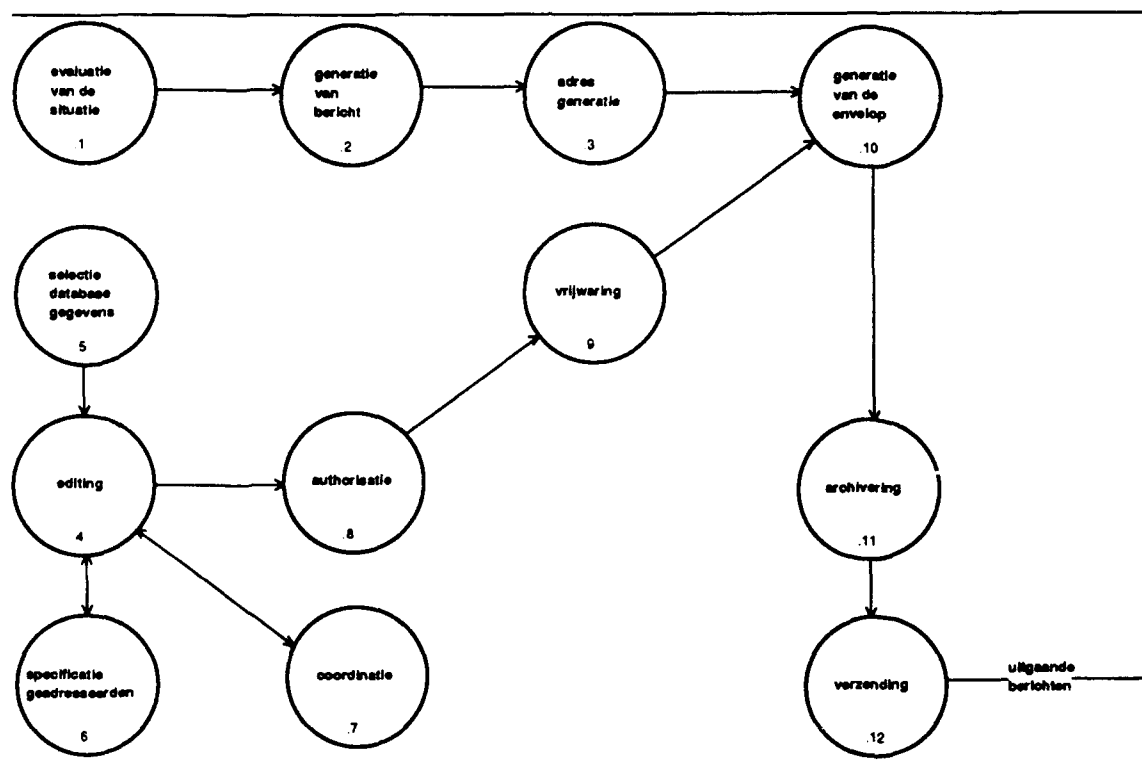 evaluatie
van de
situatie
.1
generatie
van
bericht
.2
adres
generatie
.3
generatie
van de
envelop
.10
selectie
database
gegevens
5
vrijwaring
9
editing
4
authorisatie
.8
archivering
.11
specificatie
geadresseerden
6
coordinatie
.7
verzending
.12
uitgaande
berichten